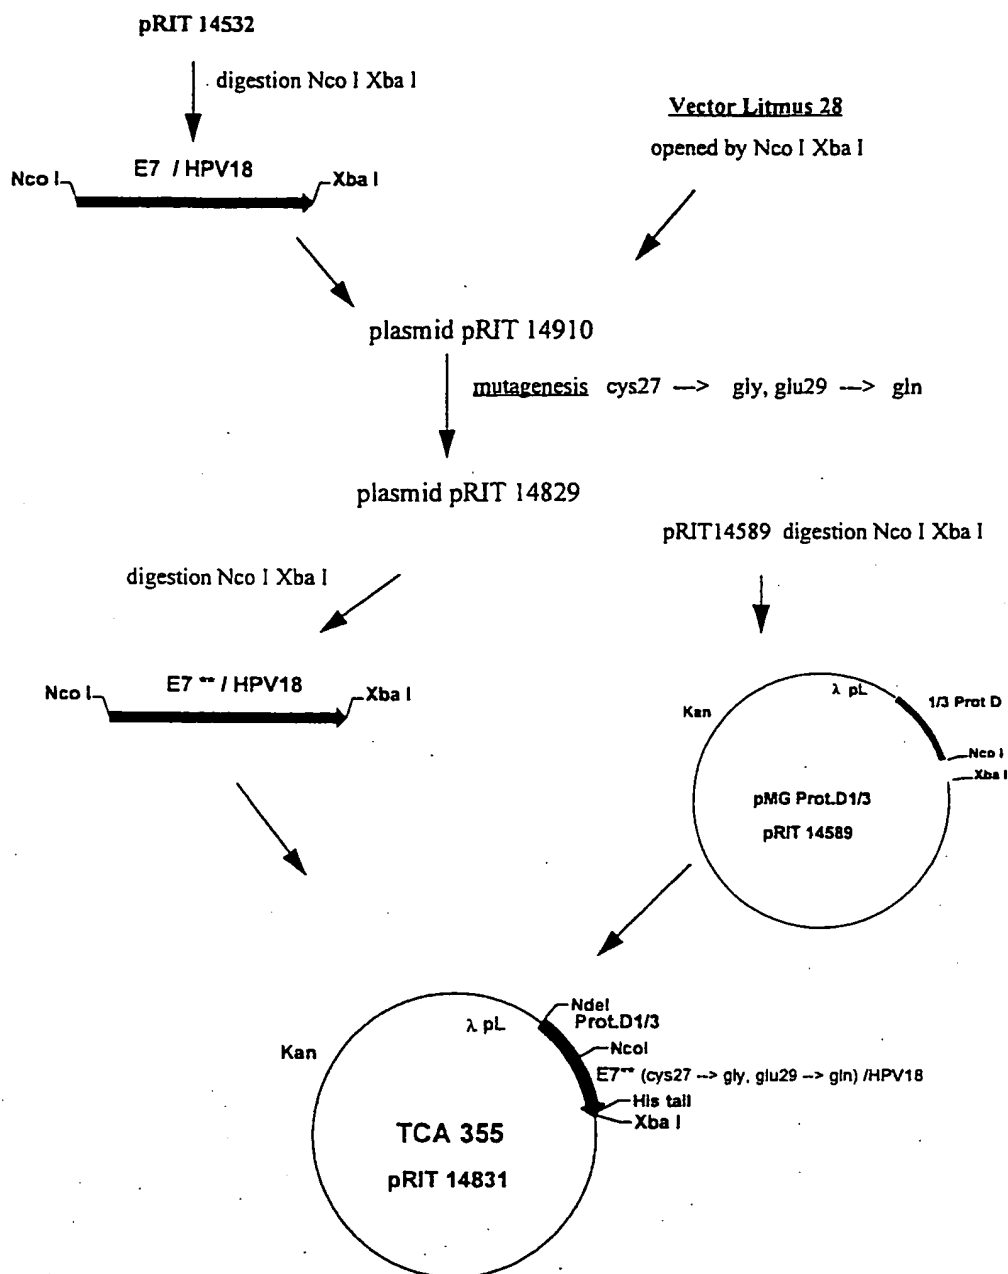 pRIT 14532
digestion Nco I Xba I
Vector Litmus 28
opened by Nco I Xba I
E7 / HPV18
Nco I
Xba I
plasmid pRIT 14910
mutagenesis cys27 —> gly, glu29 —> gln
plasmid pRIT 14829
pRIT14589 digestion Nco I Xba I
digestion Nco I Xba I
E7 ** / HPV18
Nco I
Xba I
λ pL
1/3 Prot D
Kan
Nco I
Xba I
pMG Prot.D1/3
pRIT 14589
NdeI
λ pL
Prot.D1/3
NcoI
Kan
E7** (cys27 --> gly, glu29 --> gln) /HPV18
His tail
Xba I
TCA 355
pRIT 14831